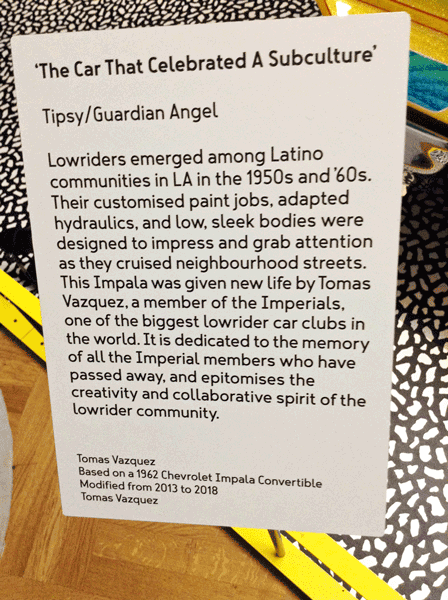 ‘The Car That Celebrated A Subculture’
Tipsy/Guardian Angel
Lowriders emerged among Latino
communities in LA in the 1950s and ’60s.
Their customised paint jobs, adapted
hydraulics, and low, sleek bodies were
designed to impress and grab attention
as they cruised neighbourhood streets.
This Impala was given new life by Tomas
Vazquez, a member of the Imperials,
one of the biggest lowrider car clubs in
the world. It is dedicated to the memory
of all the Imperial members who have
passed away, and epitomises the
creativity and collaborative spirit of the
lowrider community.
Tomas Vazquez
Based on a 1962 Chevrolet Impala Convertible
Modified from 2013 to 2018
Tomas Vazquez